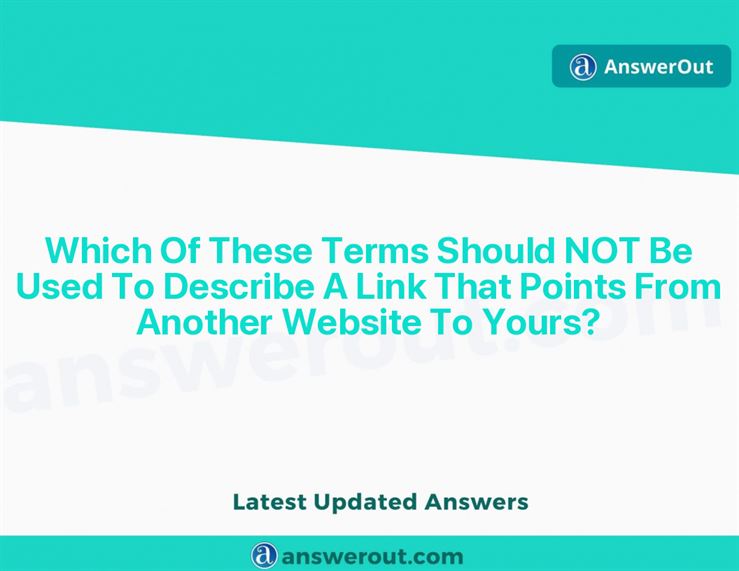 AnswerOut
Which Of These Terms Should NOT Be
Used To Describe A Link That Points From
Another Website To Yours?
answerout.com
Latest Updated Answers
answerout.com